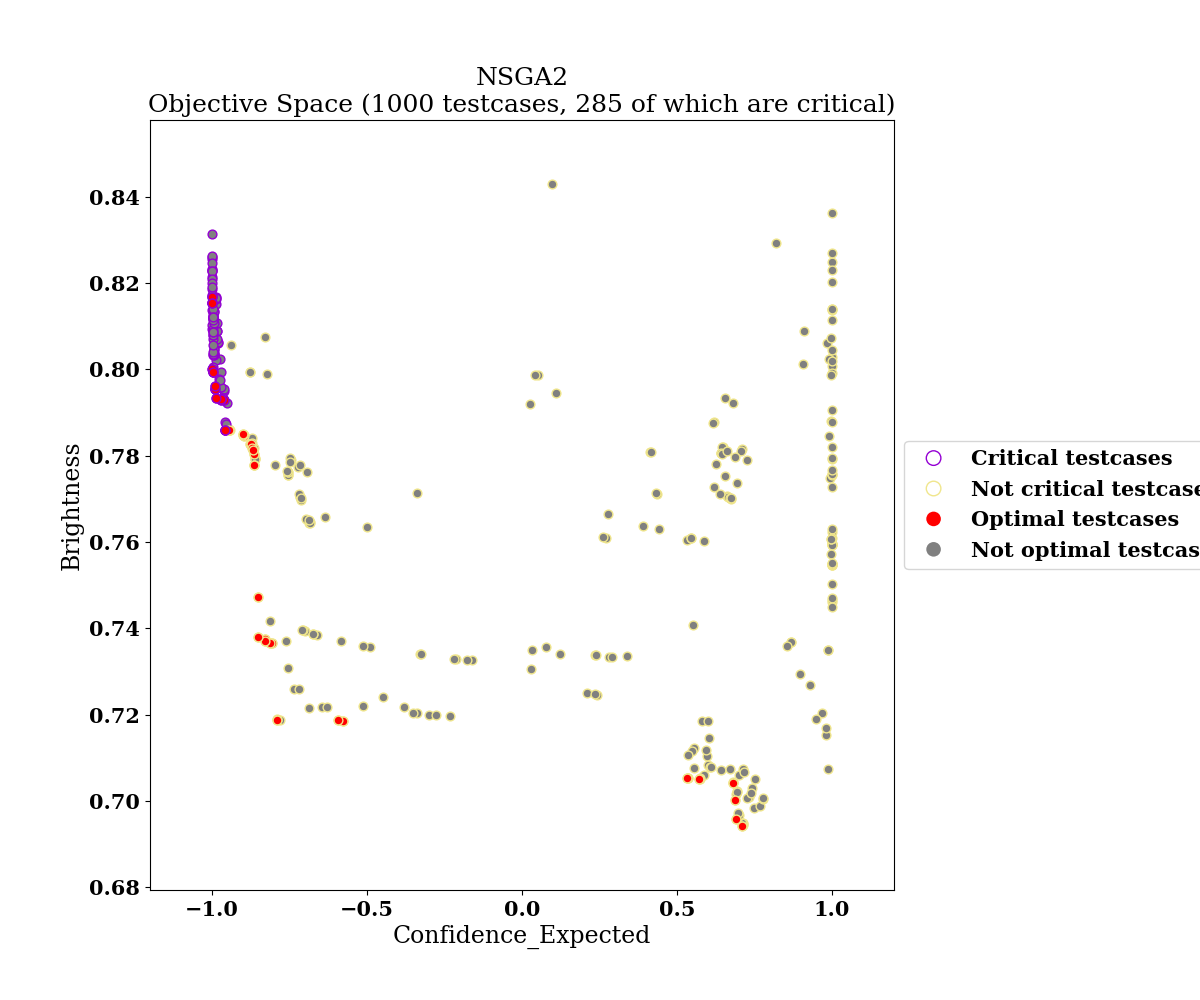 NSGA2
Objective Space (1000 testcases, 285 of which are critical)
0.84
0.82
0.80
0.78
0.76
0.74
0.72
0.70
0.68
Brightness
−1.0
−0.5
0.0
0.5
1.0
Confidence_Expected
Critical testcases
Not critical testcase
Optimal testcases
Not optimal testcas